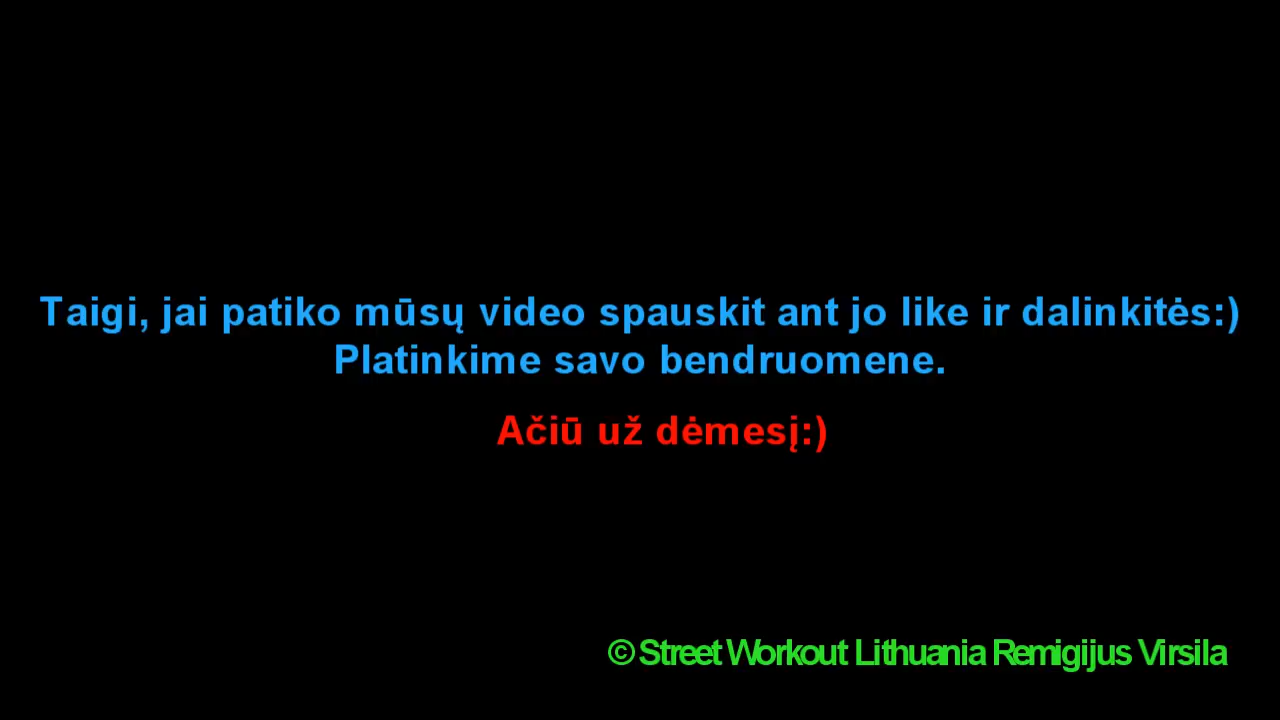 Taigi, jai patiko mūsų video spauskit ant jo like ir dalinkitės:)
Platinkime savo bendruomene.
Ačiū už dėmesį:)
© Street Workout Lithuania Remigijus Virsila